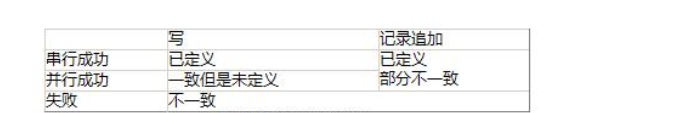 写 记录追加
串行成功 已定义 已定义
并行成功 一致但是未定义 部分不一致
失败 不一致